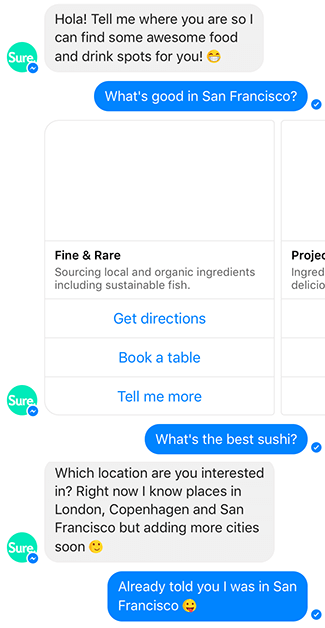 Hola! Tell me where you are so I
can find some awesome food
and drink spots for you! 😁
Sure.
What's good in San Francisco?
Fine & Rare
Sourcing local and organic ingredients
including sustainable fish.
Get directions
Book a table
Tell me more
Projec
Ingred
delicio
Sure.
What's the best sushi?
Which location are you interested
in? Right now I know places in
London, Copenhagen and San
Francisco but adding more cities
soon 🙂
Sure.
Already told you I was in San
Francisco 😜